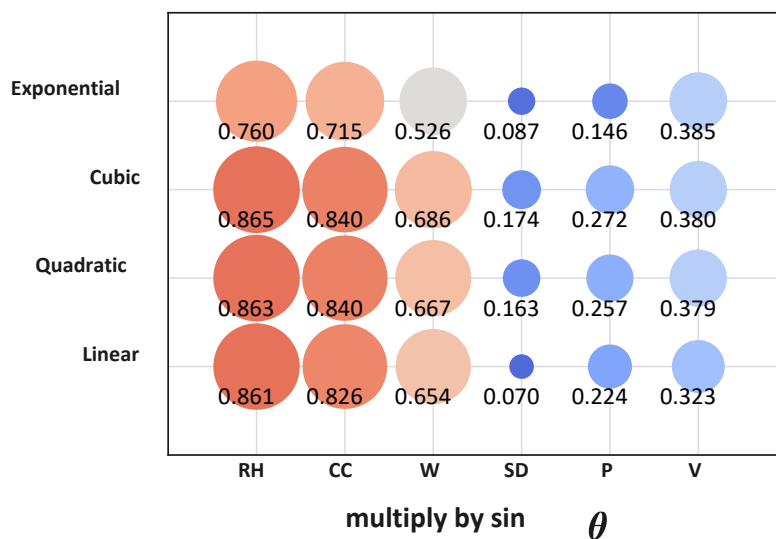 Exponential
0.760 0.715 0.526 0.087 0.146 0.385
Cubic
0.865 0.840 0.686 0.174 0.272 0.380
Quadratic
0.863 0.840 0.667 0.163 0.257 0.379
Linear
0.861 0.826 0.654 0.070 0.224 0.323
RH CC W SD P V
multiply by sin θ